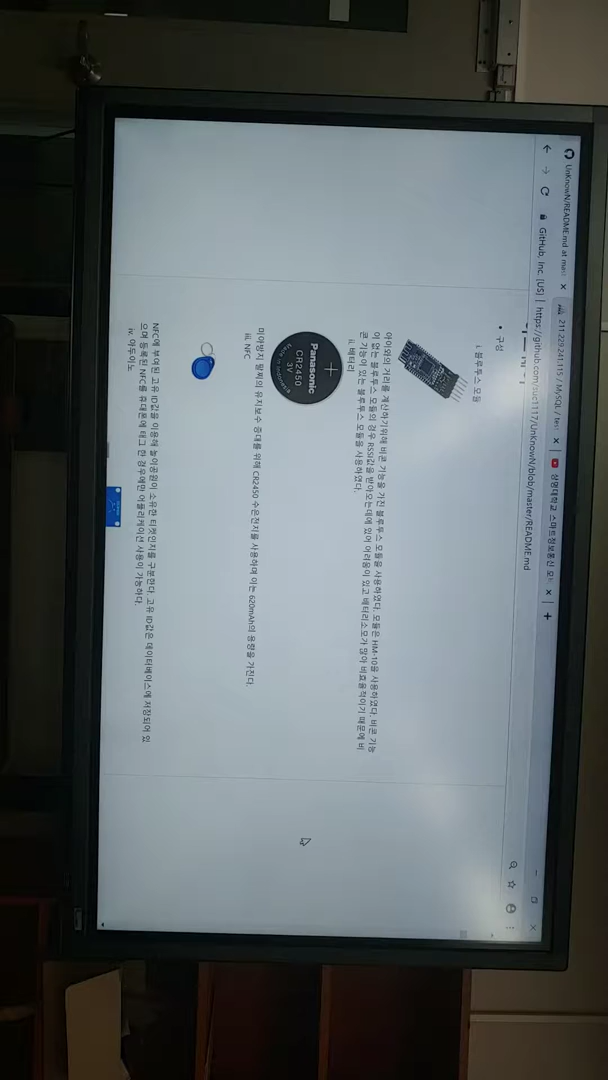 UnKnowN/README.md at mast
211.229.241.115 / MySQL / test
상명대학교 스마트정보통신
GitHub, Inc. [US] | https://github.com/suc1117/UnKnowN/blob/master/README.md
• 구성
i. 블루투스 모듈
아이와의 거리를 계산하기위해 비콘 기능을 가진 블루투스 모듈을 사용하였다. 모듈은 HM-10을 사용하였다. 비콘 기능
이 없는 블루투스 모듈의 경우 RSSI값을 받아오는데에 있어 어려움이 있고 배터리소모가 많아 비효율적이기 때문에 비
콘 기능이 있는 블루투스 모듈을 사용하였다.
ii. 배터리
Panasonic
CR2450
3V
미아방지 팔찌의 유지보수 증대를 위해 CR2450 수은전지를 사용하며 이는 620mAh의 용량을 가진다.
iii. NFC
NFC에 부여된 고유 ID값을 이용해 놀이공원이 소유한 티켓인지를 구분한다. 고유 ID값은 데이터베이스에 저장되어 있
으며 등록된 NFC를 휴대폰에 태그 한 경우에만 어플리케이션 사용이 가능하다.
iv. 아두이노